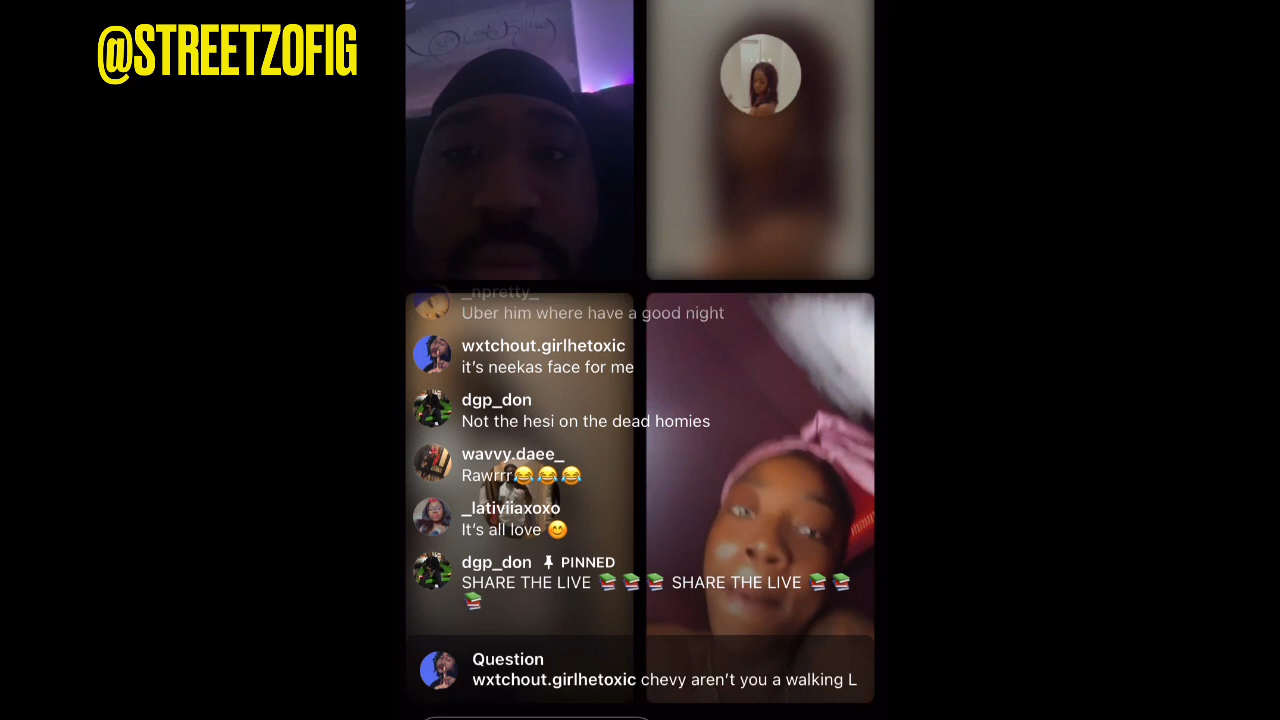 @STREETZOFIG
_npretty_
Uber him where have a good night
wxtchout.girlhetoxic
it's neekas face for me
dgp_don
Not the hesi on the dead homies
wavvy.daee_
Rawrrr😂😂😂
_lativiiaxoxo
It's all love 😊
dgp_don PINNED
SHARE THE LIVE 📚📚📚 SHARE THE LIVE 📚📚
📚
Question
wxtchout.girlhetoxic chevy aren't you a walking L